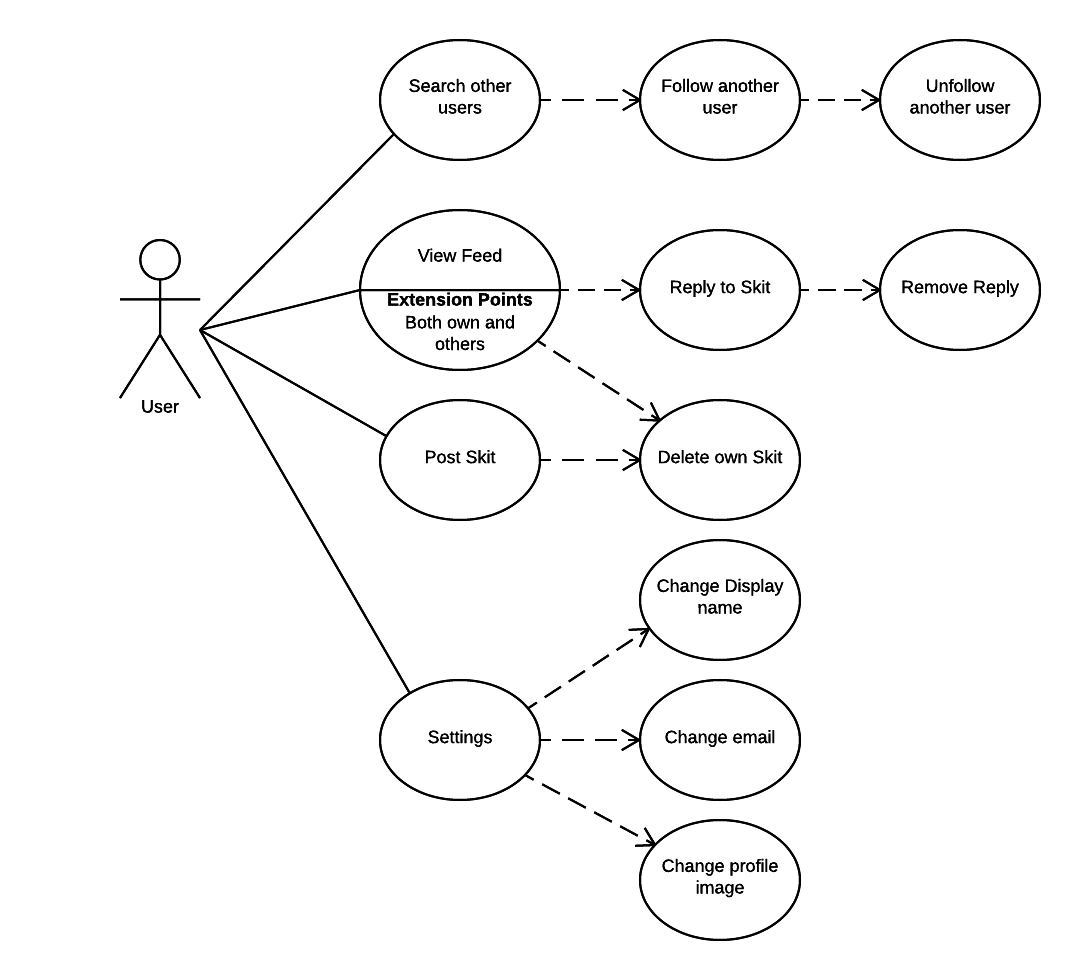 Search other
users
Follow another
user
Unfollow
another user
View Feed
Extension Points
Both own and
others
Reply to Skit
Remove Reply
User
Post Skit
Delete own Skit
Change Display
name
Settings
Change email
Change profile
image